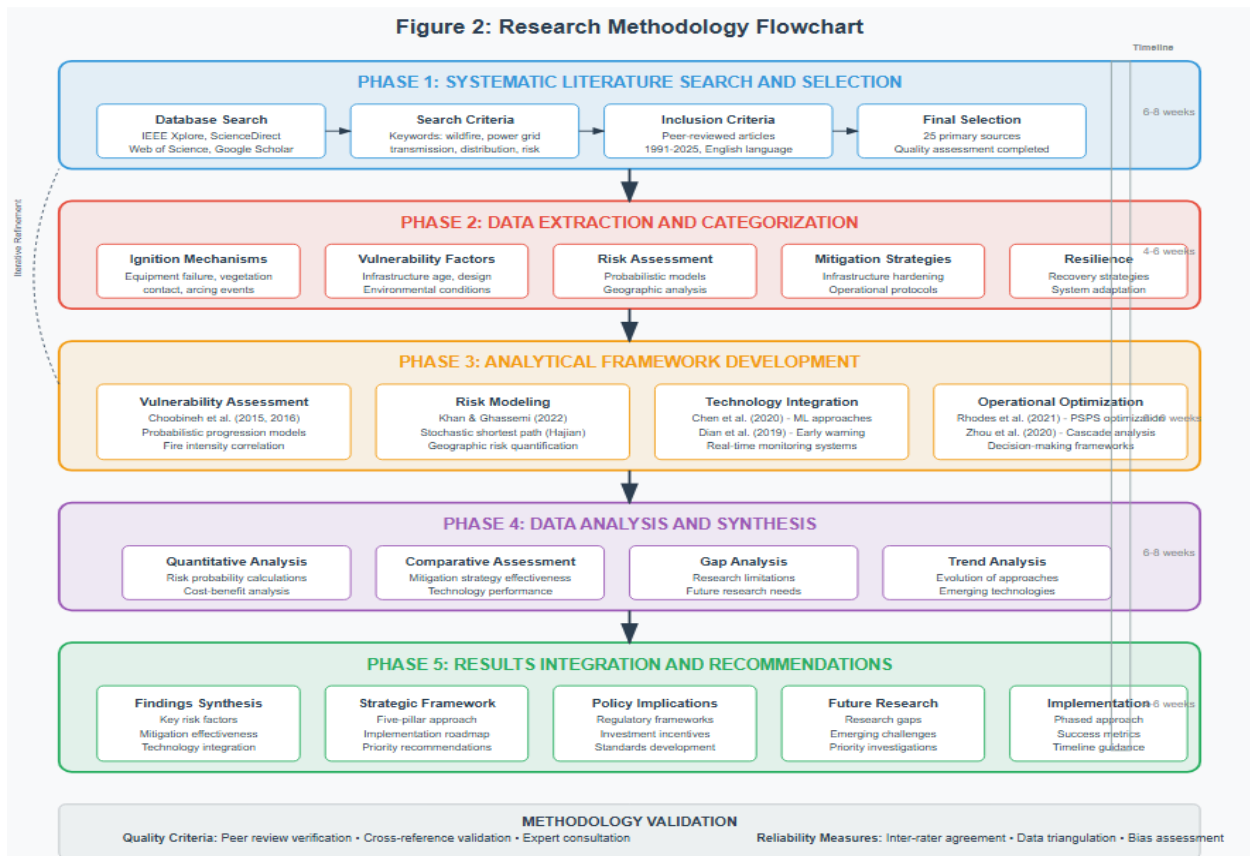 Figure 2: Research Methodology Flowchart
Timeline
PHASE 1: SYSTEMATIC LITERATURE SEARCH AND SELECTION
6-8 weeks
Database Search
IEEE Xplore, ScienceDirect
Web of Science, Google Scholar
Search Criteria
Keywords: wildfire, power grid
transmission, distribution, risk
Inclusion Criteria
Peer-reviewed articles
1991-2025, English language
Final Selection
25 primary sources
Quality assessment completed
Iterative Refinement
PHASE 2: DATA EXTRACTION AND CATEGORIZATION
4-6 weeks
Ignition Mechanisms
Equipment failure, vegetation
contact, arcing events
Vulnerability Factors
Infrastructure age, design
Environmental conditions
Risk Assessment
Probabilistic models
Geographic analysis
Mitigation Strategies
Infrastructure hardening
Operational protocols
Resilience
Recovery strategies
System adaptation
PHASE 3: ANALYTICAL FRAMEWORK DEVELOPMENT
weeks
Vulnerability Assessment
Choobineh et al. (2015, 2016)
Probabilistic progression models
Fire intensity correlation
Risk Modeling
Khan & Ghassemi (2022)
Stochastic shortest path (Hajian)
Geographic risk quantification
Technology Integration
Chen et al. (2020) - ML approaches
Dian et al. (2019) - Early warning
Real-time monitoring systems
Operational Optimization
Rhodes et al. (2021) - PSPS optimization
Zhou et al. (2020) - Cascade analysis
Decision-making frameworks
PHASE 4: DATA ANALYSIS AND SYNTHESIS
6-8 weeks
Quantitative Analysis
Risk probability calculations
Cost-benefit analysis
Comparative Assessment
Mitigation strategy effectiveness
Technology performance
Gap Analysis
Research limitations
Future research needs
Trend Analysis
Evolution of approaches
Emerging technologies
PHASE 5: RESULTS INTEGRATION AND RECOMMENDATIONS
4-6 weeks
Findings Synthesis
Key risk factors
Mitigation effectiveness
Technology integration
Strategic Framework
Five-pillar approach
Implementation roadmap
Priority recommendations
Policy Implications
Regulatory frameworks
Investment incentives
Standards development
Future Research
Research gaps
Emerging challenges
Priority investigations
Implementation
Phased approach
Success metrics
Timeline guidance
METHODOLOGY VALIDATION
Quality Criteria: Peer review verification • Cross-reference validation • Expert consultation
Reliability Measures: Inter-rater agreement • Data triangulation • Bias assessment